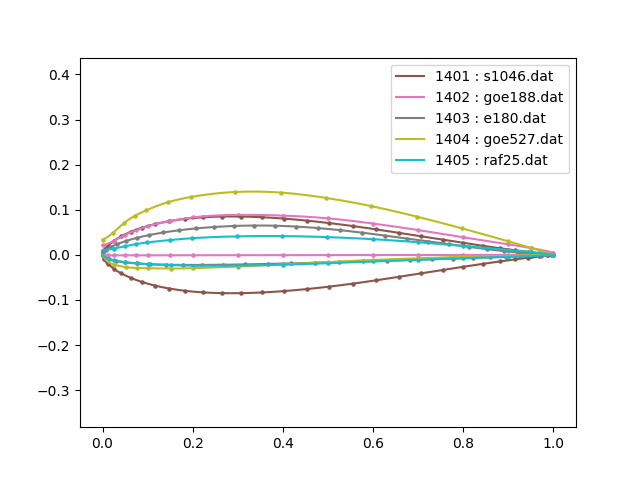 0.4
0.3
0.2
0.1
0.0
−0.1
−0.2
−0.3
0.0 0.2 0.4 0.6 0.8 1.0
1401 : s1046.dat
1402 : goe188.dat
1403 : e180.dat
1404 : goe527.dat
1405 : raf25.dat